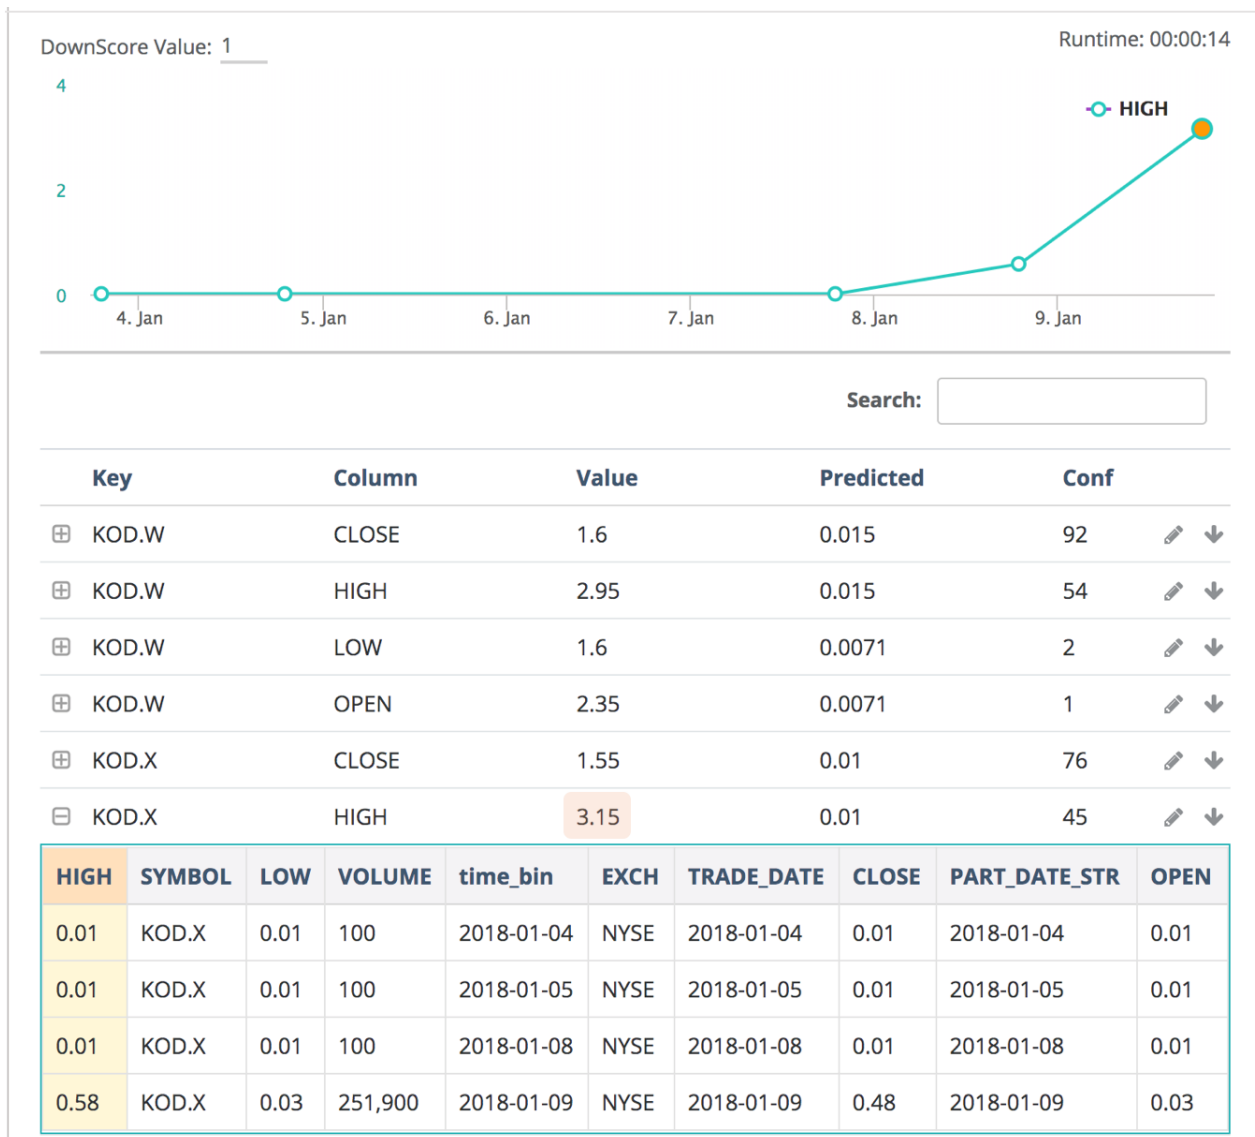 DownScore Value: 1
Runtime: 00:00:14
4
HIGH
2
0
4. Jan 5. Jan 6. Jan 7. Jan 8. Jan 9. Jan
Search:
Key Column Value Predicted Conf
KOD.W CLOSE 1.6 0.015 92
KOD.W HIGH 2.95 0.015 54
KOD.W LOW 1.6 0.0071 2
KOD.W OPEN 2.35 0.0071 1
KOD.X CLOSE 1.55 0.01 76
KOD.X HIGH 3.15 0.01 45
HIGH SYMBOL LOW VOLUME time_bin EXCH TRADE_DATE CLOSE PART_DATE_STR OPEN
0.01 KOD.X 0.01 100 2018-01-04 NYSE 2018-01-04 0.01 2018-01-04 0.01
0.01 KOD.X 0.01 100 2018-01-05 NYSE 2018-01-05 0.01 2018-01-05 0.01
0.01 KOD.X 0.01 100 2018-01-08 NYSE 2018-01-08 0.01 2018-01-08 0.01
0.58 KOD.X 0.03 251,900 2018-01-09 NYSE 2018-01-09 0.48 2018-01-09 0.03